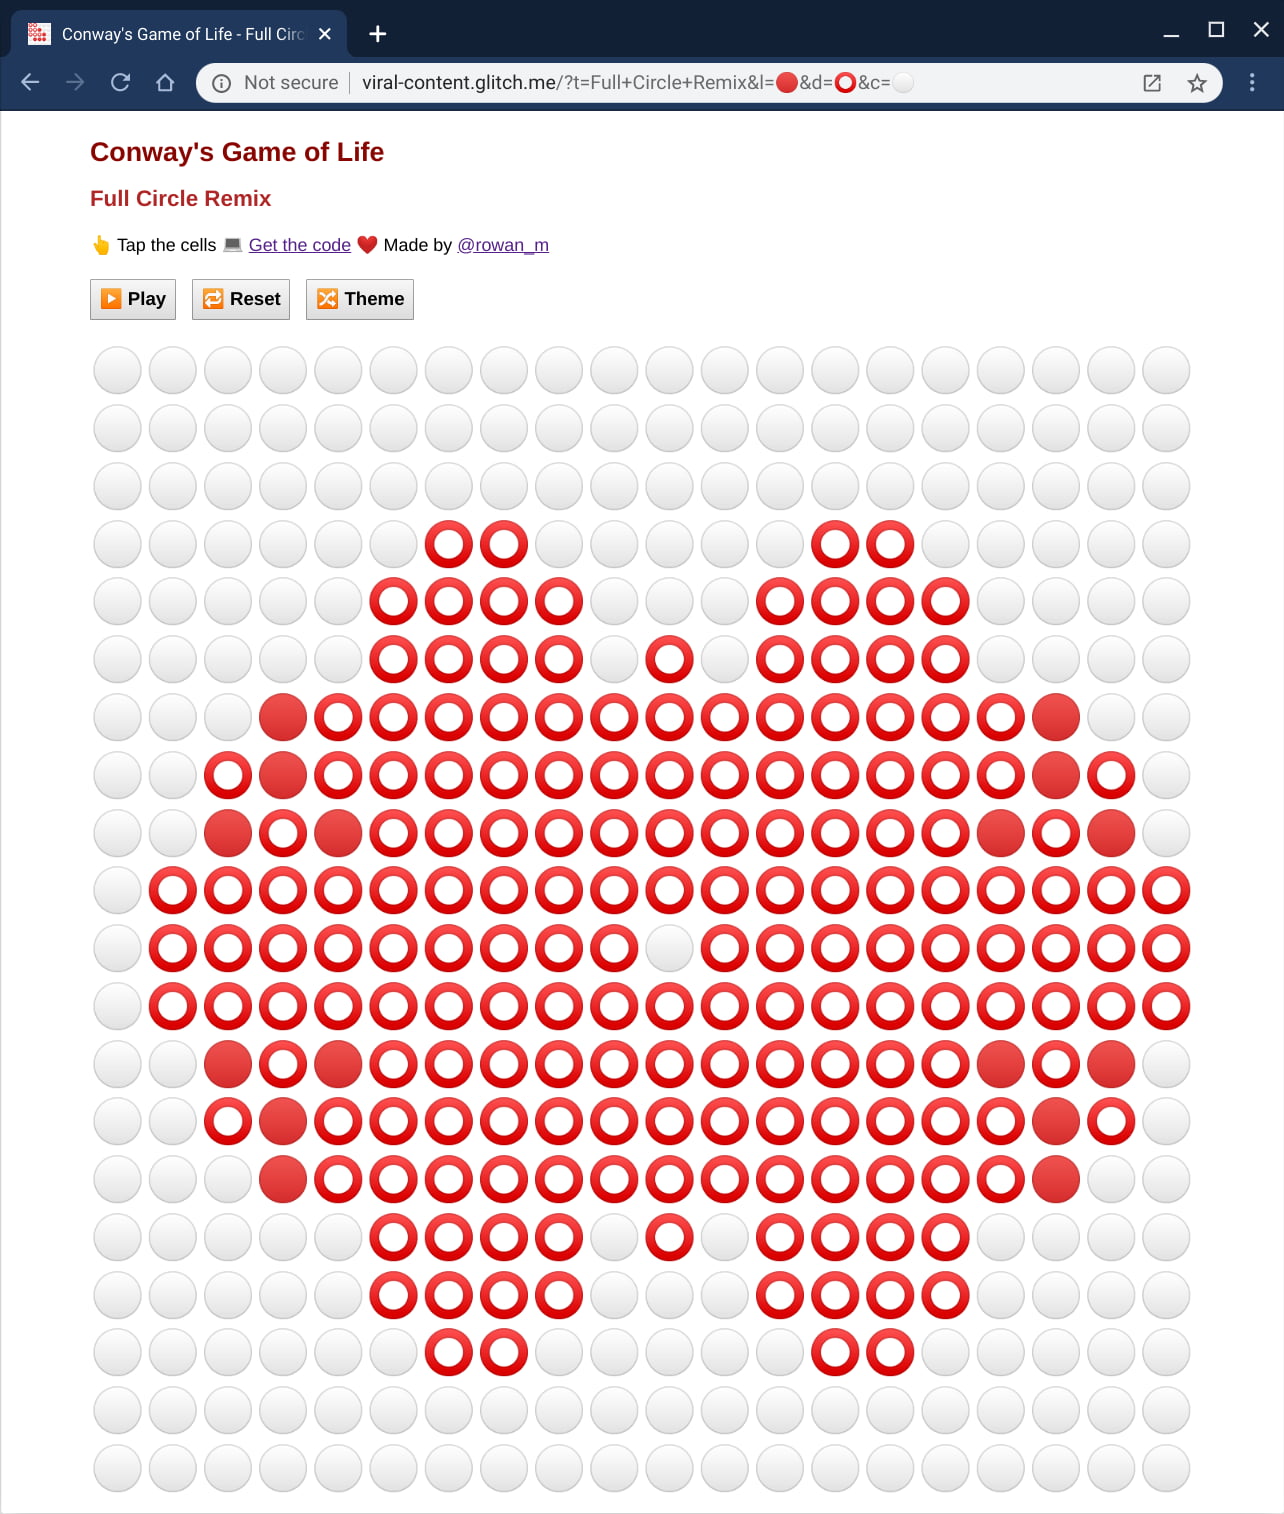 Conway's Game of Life - Full Circ
Not secure viral-content.glitch.me/?t=Full+Circle+Remix&l=🔴&d=⭕&c=⚪
Conway's Game of Life
Full Circle Remix
👆 Tap the cells 💻 Get the code ❤️ Made by @rowan_m
▶️ Play 🔁 Reset 🔀 Theme